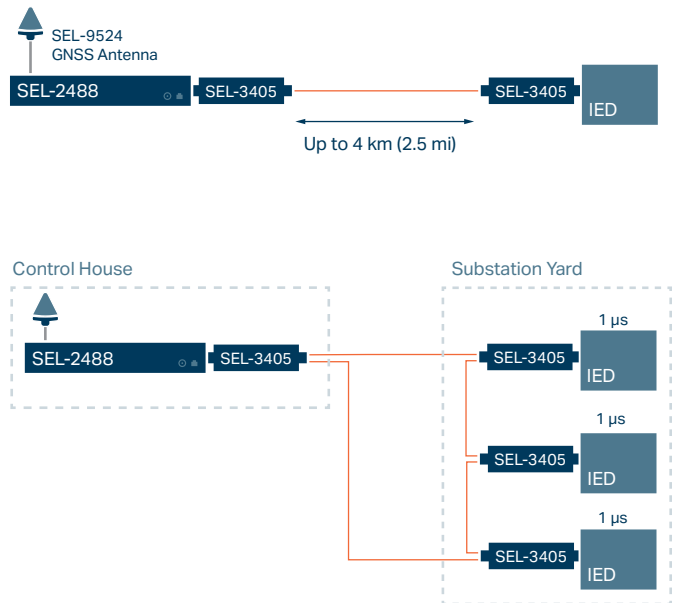 SEL-9524
GNSS Antenna
SEL-2488
SEL-3405
SEL-3405
IED
Up to 4 km (2.5 mi)
Control House
Substation Yard
SEL-2488
SEL-3405
1 µs
SEL-3405
IED
1 µs
SEL-3405
IED
1 µs
SEL-3405
IED